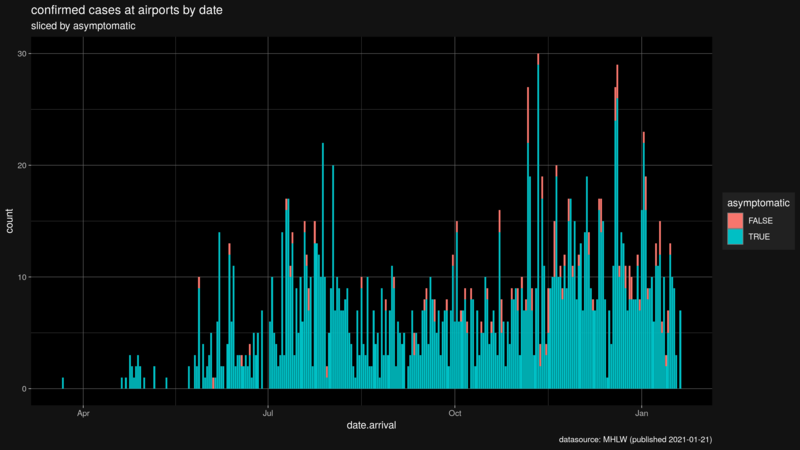 confirmed cases at airports by date
sliced by asymptomatic
30
20
10
0
count
Apr
Jul
Oct
Jan
date.arrival
asymptomatic
FALSE
TRUE
datasource: MHLW (published 2021-01-21)